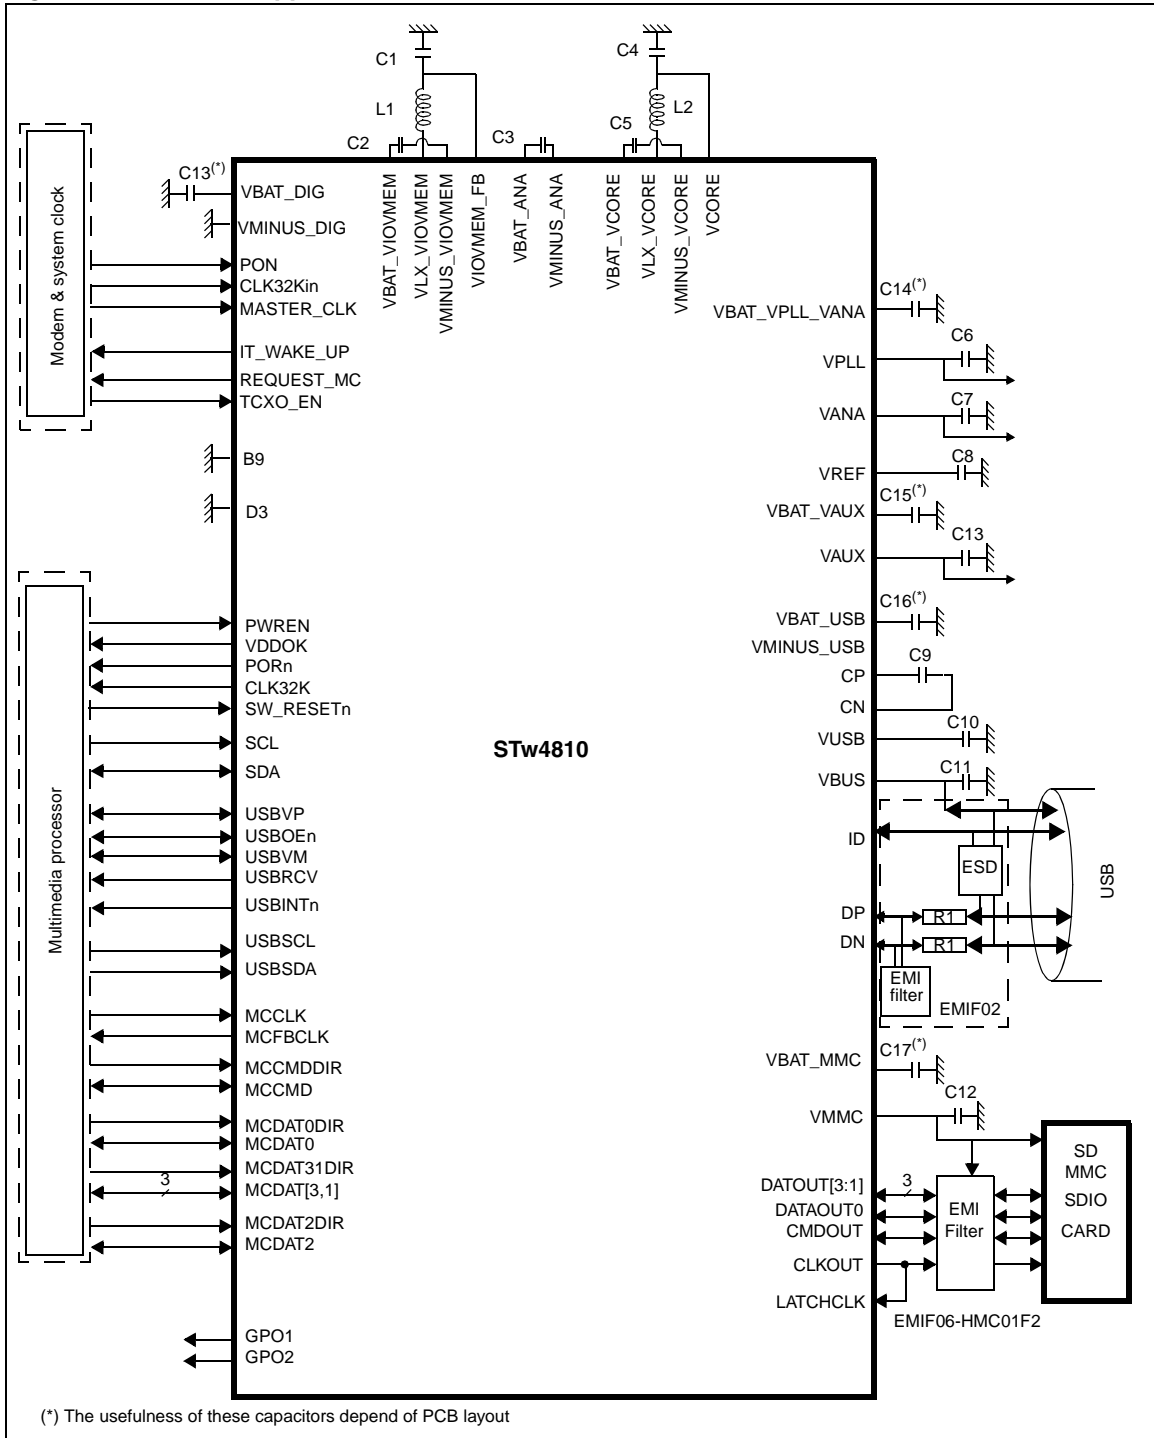 C1
C4
L1
L2
C2
C3
C5
C13(*)
VBAT_DIG
VMINUS_DIG
VBAT_VIOVMEM
VLX_VIOVMEM
VMINUS_VIOVMEM
VIOVMEM_FB
VBAT_ANA
VMINUS_ANA
VBAT_VCORE
VLX_VCORE
VMINUS_VCORE
VCORE
Modem & system clock
PON
CLK32Kin
MASTER_CLK
IT_WAKE_UP
REQUEST_MC
TCXO_EN
B9
D3
Multimedia processor
PWREN
VDDOK
PORn
CLK32K
SW_RESETn
SCL
SDA
USBVP
USBOEn
USBVM
USBRCV
USBINTn
USBSCL
USBSDA
MCCLK
MCFBCLK
MCCMDDIR
MCCMD
MCDAT0DIR
MCDAT0
MCDAT31DIR
3
MCDAT[3,1]
MCDAT2DIR
MCDAT2
GPO1
GPO2
STw4810
C14(*)
VBAT_VPLL_VANA
C6
VPLL
C7
VANA
C8
VREF
C15(*)
VBAT_VAUX
C13
VAUX
C16(*)
VBAT_USB
VMINUS_USB
C9
CP
CN
C10
VUSB
C11
VBUS
ID
ESD
USB
DP
R1
DN
R1
EMI
filter
EMIF02
C17(*)
VBAT_MMC
C12
VMMC
DATOUT[3:1]
3
DATAOUT0
CMDOUT
CLKOUT
LATCHCLK
EMI
Filter
SD
MMC
SDIO
CARD
EMIF06-HMC01F2
(*) The usefulness of these capacitors depend of PCB layout